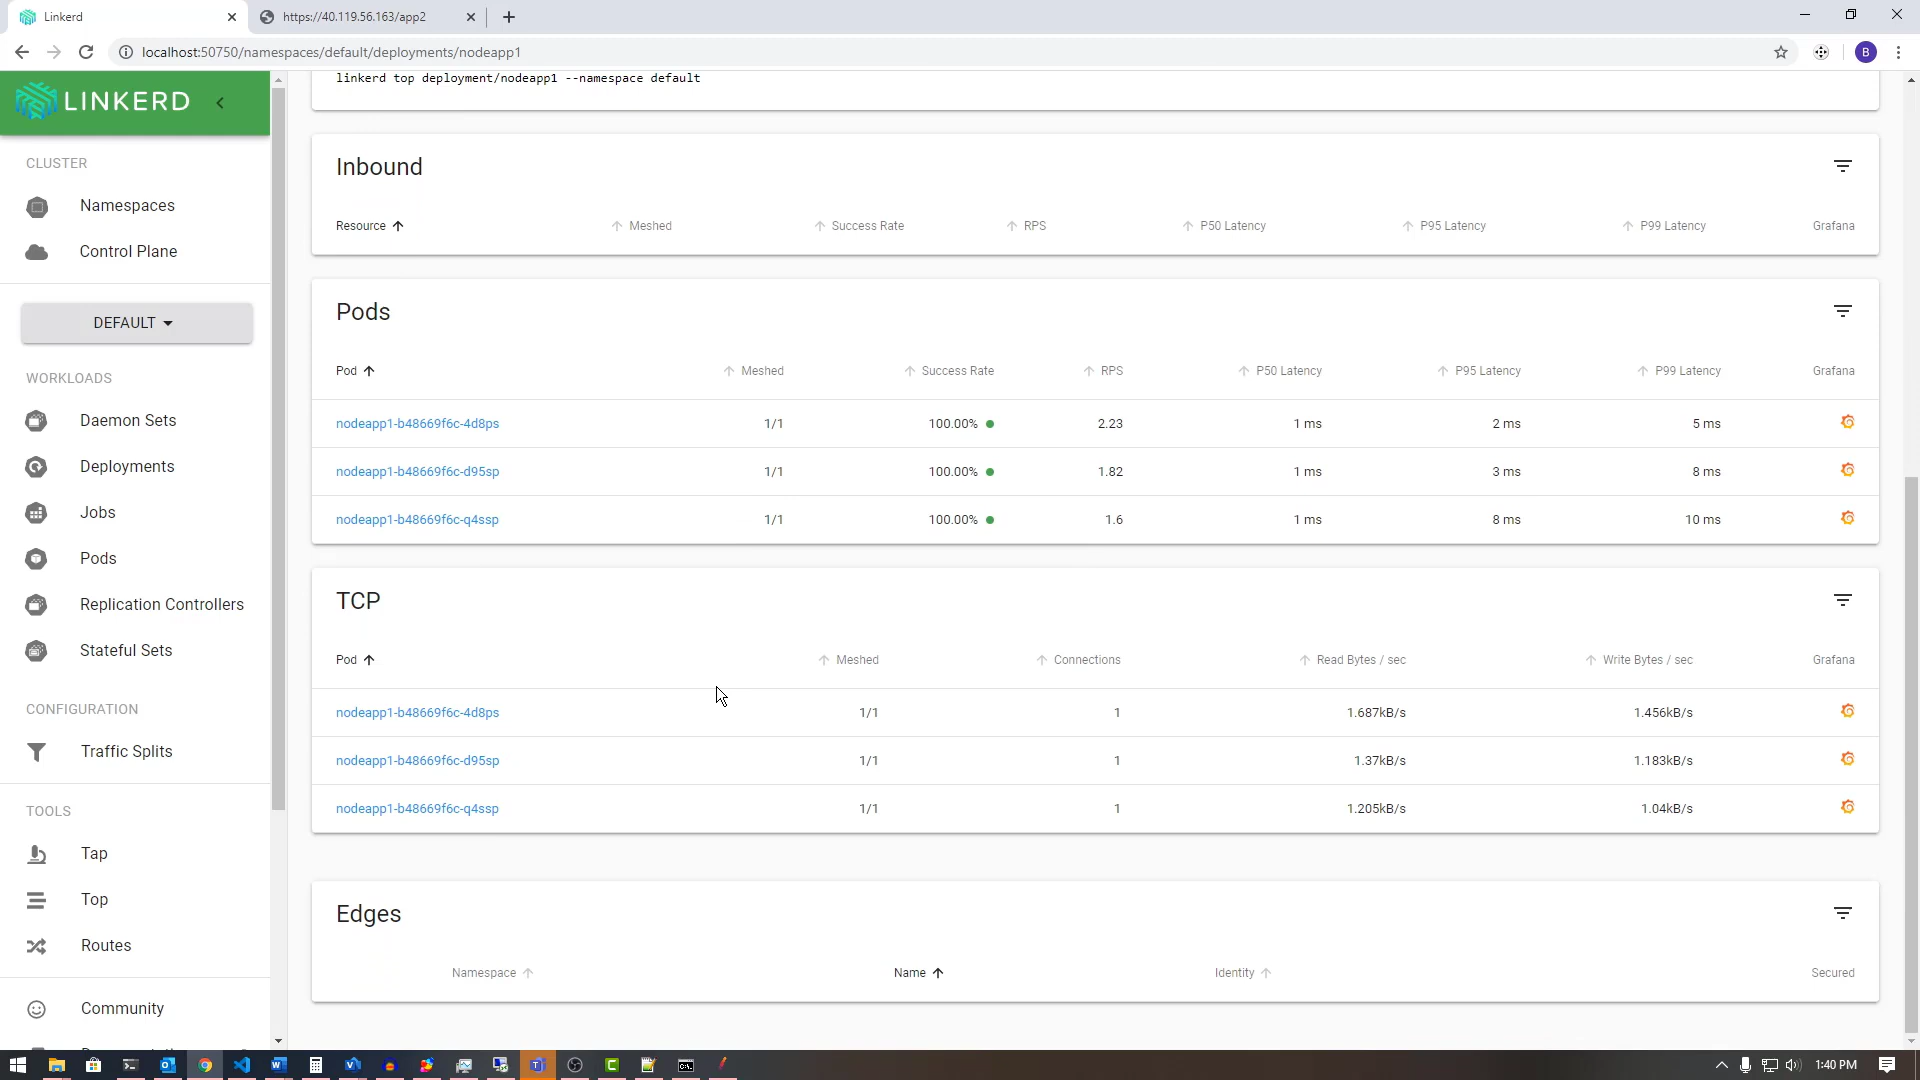 Linkerd
https://40.119.56.163/app2
localhost:50750/namespaces/default/deployments/nodeapp1
B
LINKERD
linkerd top deployment/nodeapp1 --namespace default
CLUSTER
Namespaces
Control Plane
DEFAULT
WORKLOADS
Daemon Sets
Deployments
Jobs
Pods
Replication Controllers
Stateful Sets
CONFIGURATION
Traffic Splits
TOOLS
Tap
Top
Routes
Community
Inbound
Resource Meshed Success Rate RPS P50 Latency P95 Latency P99 Latency Grafana
Pods
Pod Meshed Success Rate RPS P50 Latency P95 Latency P99 Latency Grafana
nodeapp1-b48669f6c-4d8ps 1/1 100.00% 2.23 1 ms 2 ms 5 ms
nodeapp1-b48669f6c-d95sp 1/1 100.00% 1.82 1 ms 3 ms 8 ms
nodeapp1-b48669f6c-q4ssp 1/1 100.00% 1.6 1 ms 8 ms 10 ms
TCP
Pod Meshed Connections Read Bytes / sec Write Bytes / sec Grafana
nodeapp1-b48669f6c-4d8ps 1/1 1 1.687kB/s 1.456kB/s
nodeapp1-b48669f6c-d95sp 1/1 1 1.37kB/s 1.183kB/s
nodeapp1-b48669f6c-q4ssp 1/1 1 1.205kB/s 1.04kB/s
Edges
Namespace Name Identity Secured
1:40 PM